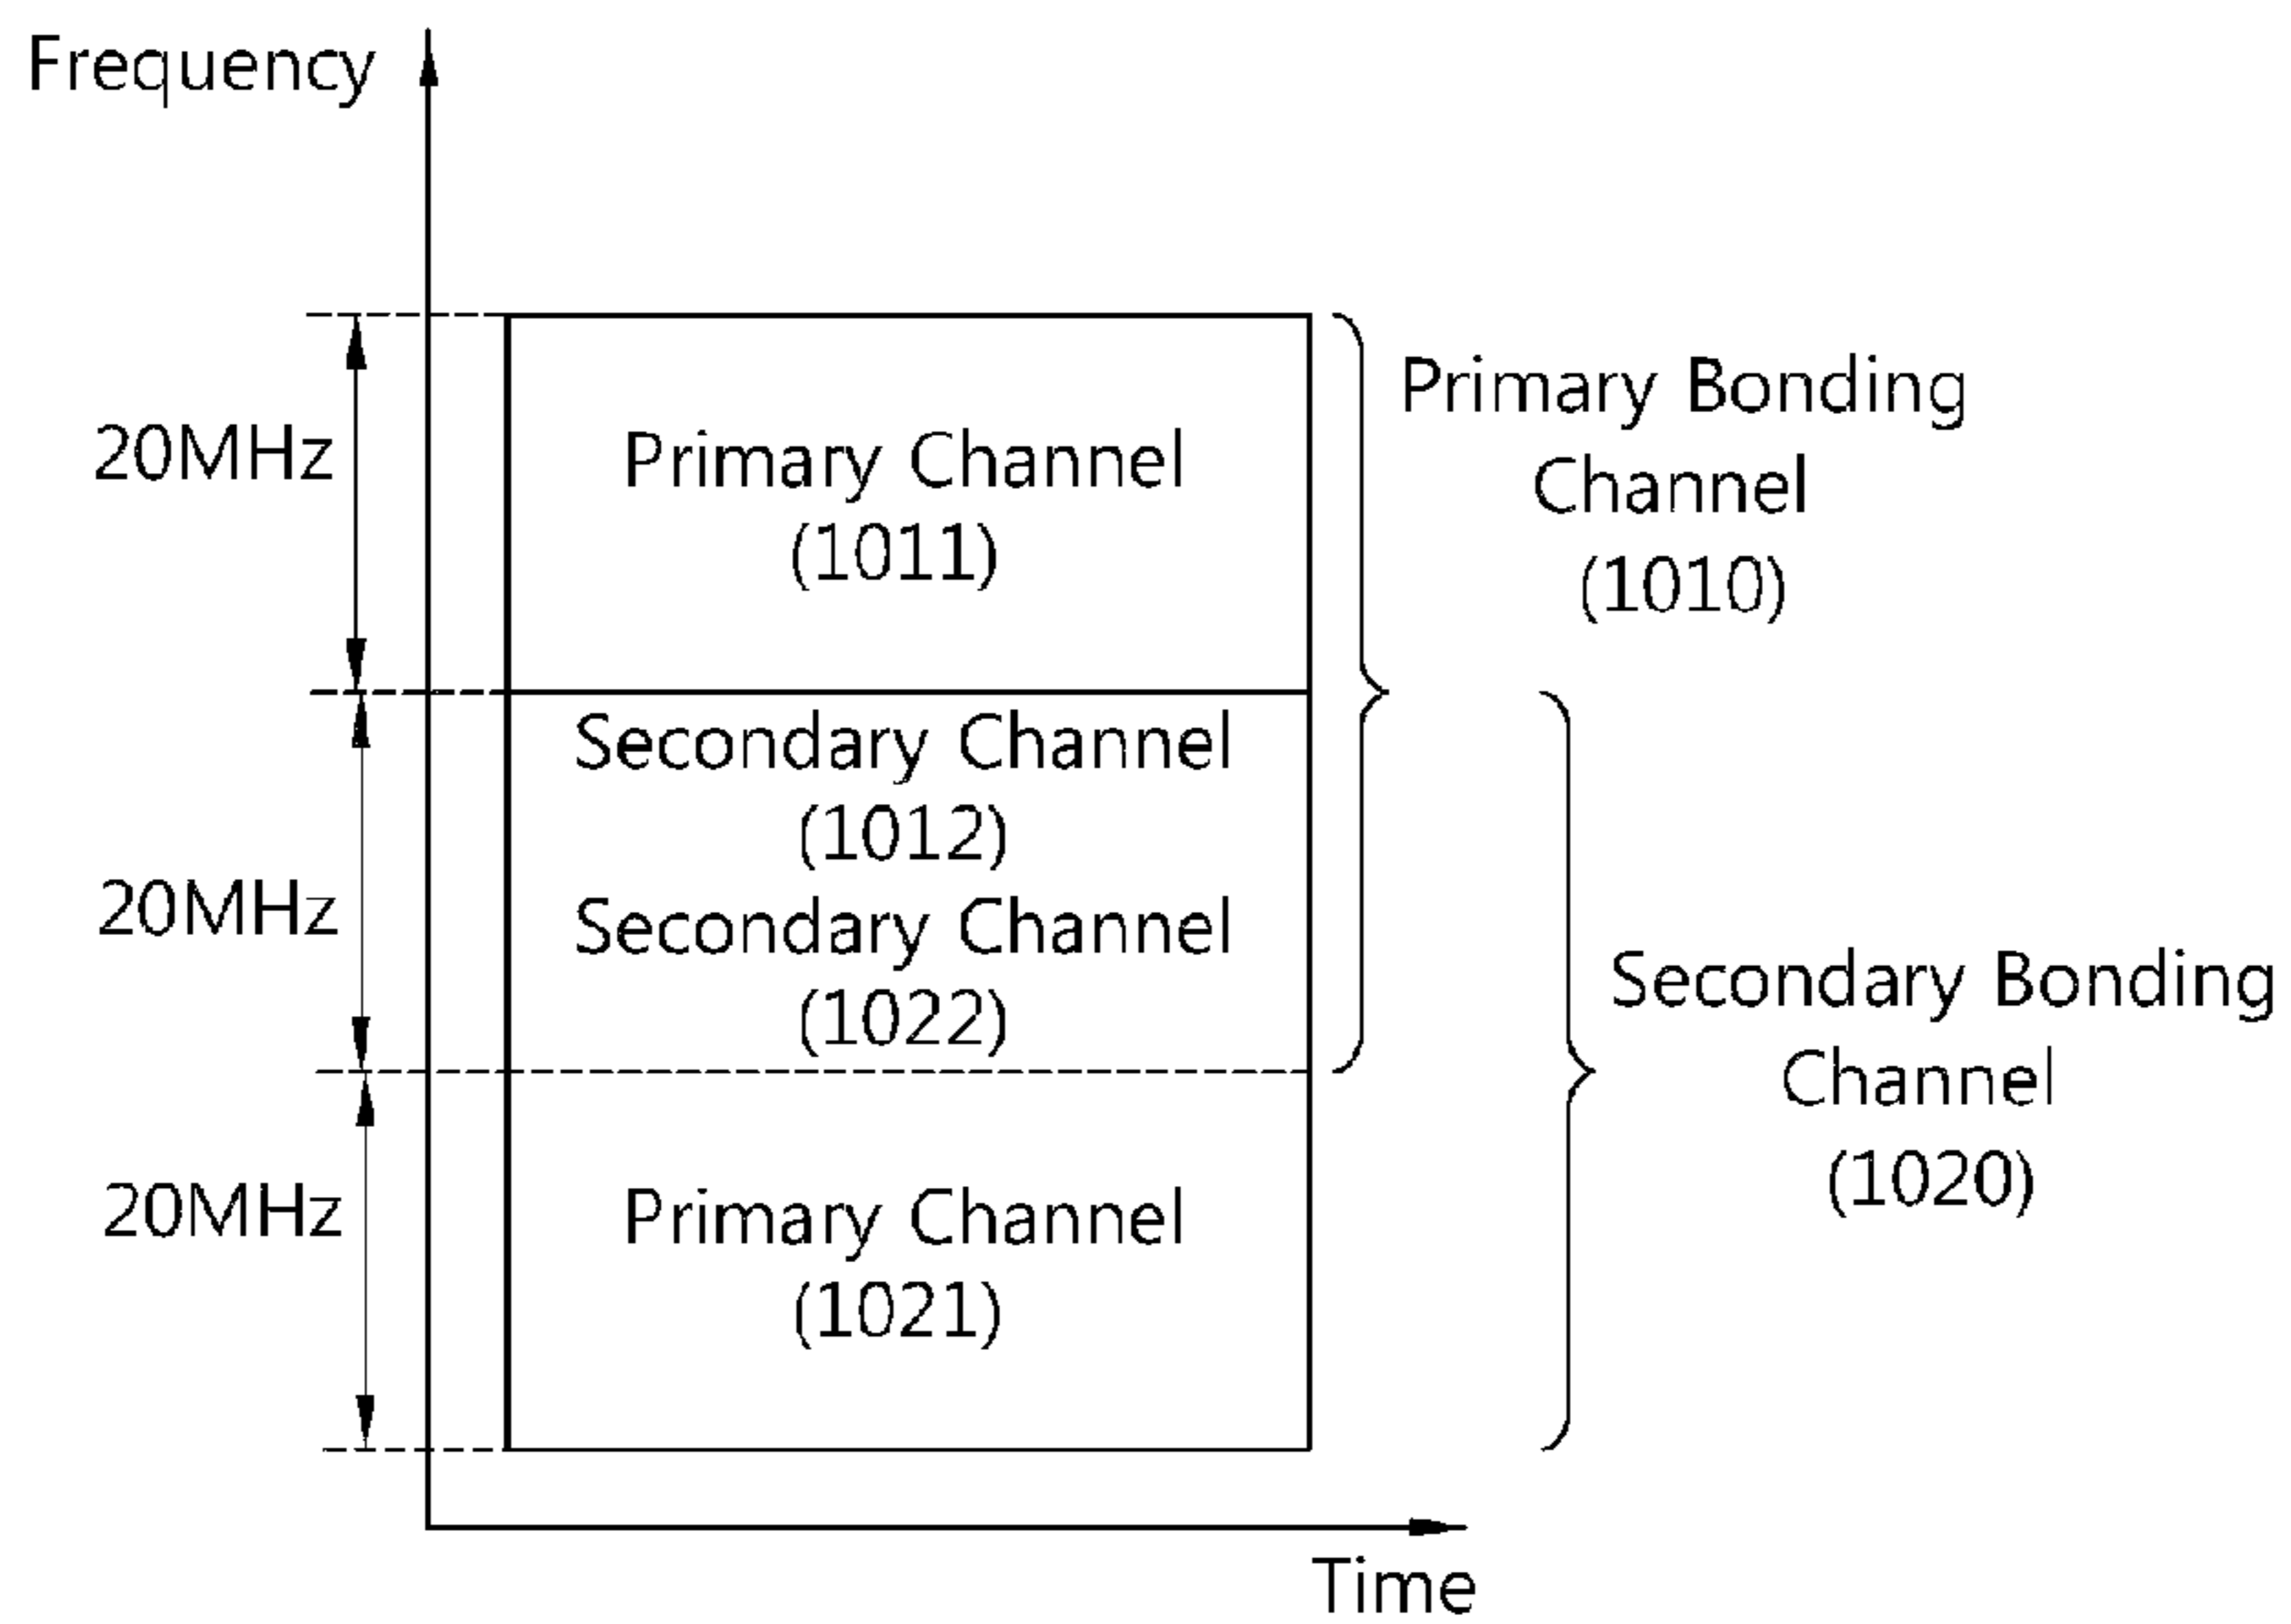 Frequency
20MHz
Primary Channel
(1011)
Primary Bonding
Channel
(1010)
20MHz
Secondary Channel
(1012)
Secondary Channel
(1022)
Secondary Bonding
Channel
(1020)
20MHz
Primary Channel
(1021)
Time